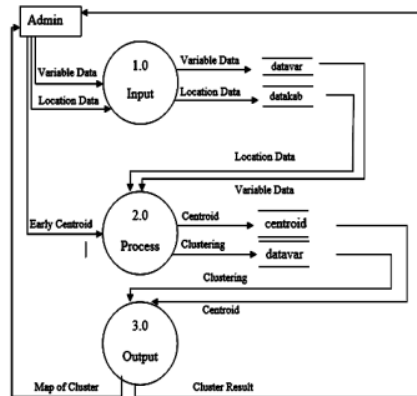 Admin
Variable Data
Location Data
1.0
Input
Variable Data
Location Data
datavar
datakab
Location Data
Variable Data
Early Centroid
2.0
Process
Centroid
Clustering
centroid
datavar
Clustering
Centroid
3.0
Output
Map of Cluster
Cluster Result